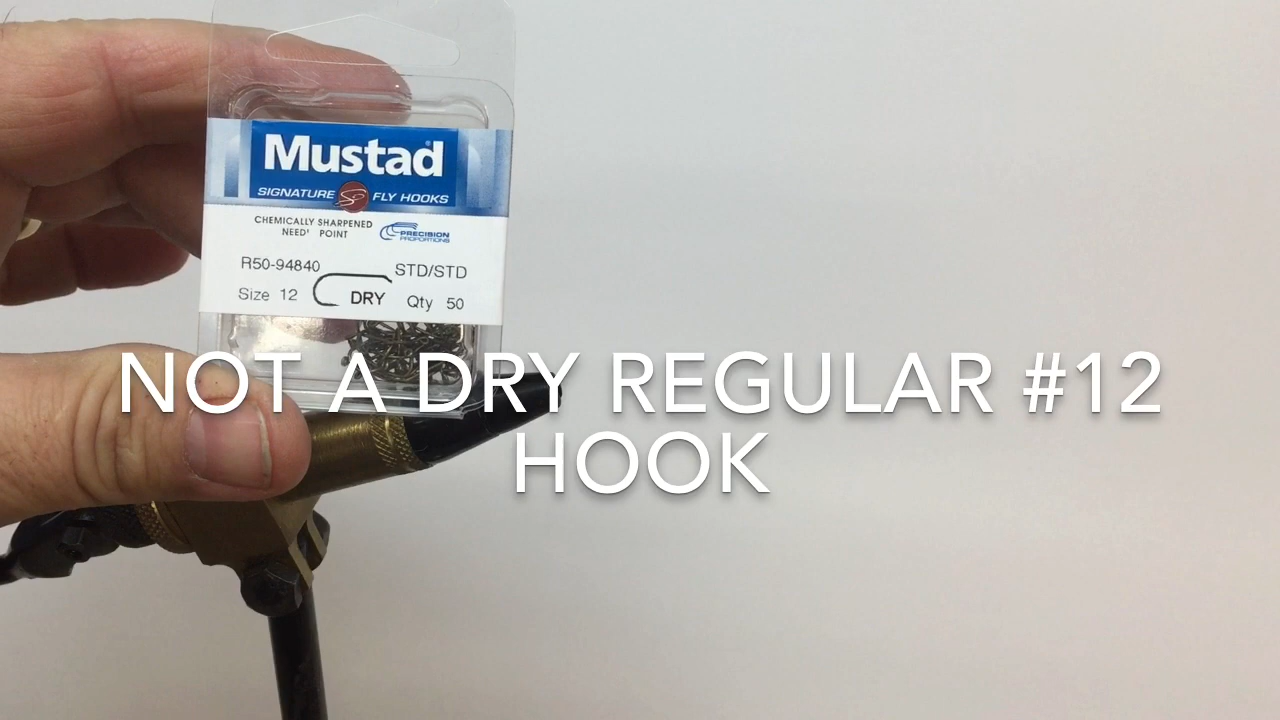 Mustad
SIGNATURE FLY HOOKS
CHEMICALLY SHARPENED
POINT
PRECISION
PROPORTIONS
R50-94840 STD/STD
Size 12 DRY Qty 50
NOT A DRY REGULAR #12
HOOK